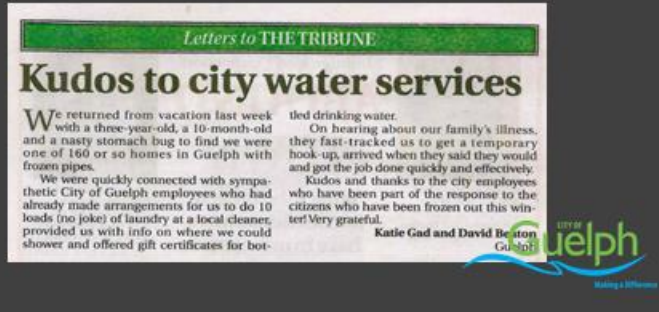 Letters to THE TRIBUNE
Kudos to city water services
We returned from vacation last week
with a three-year-old, a 10-month-old
and a nasty stomach bug to find we were
one of 160 or so homes in Guelph with
frozen pipes.
We were quickly connected with sympa-
thetic City of Guelph employees who had
already made arrangements for us to do 10
loads (no joke) of laundry at a local cleaner,
provided us with info on where we could
shower and offered gift certificates for bot-
tled drinking water.
On hearing about our family's illness,
they fast-tracked us to get a temporary
hook-up, arrived when they said they would
and got the job done quickly and effectively.
Kudos and thanks to the city employees
who have been part of the response to the
citizens who have been frozen out this win-
ter! Very grateful.
Katie Gad and David Beaton
Guelph
CITY OF
Guelph
Making a Difference